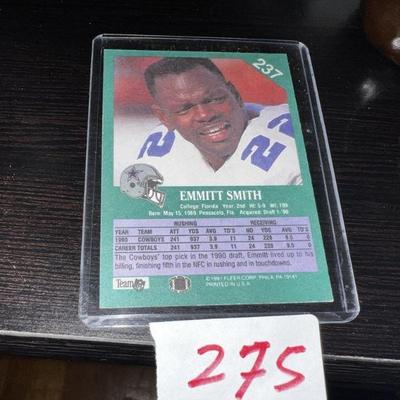 237
22
22
EMMITT SMITH
College: Florida Year: 2nd Ht: 5-9 Wt: 199
Born: May 15, 1969, Pensacola, Fla. Acquired: Draft 1, '90
RUSHING RECEIVING
YEAR TEAM ATT YDS AVG TD'S NO YDS AVG TD'S
1990 COWBOYS 241 937 3.9 11 24 228 9.5 0
CAREER TOTALS 241 937 3.9 11 24 228 9.5 0
The Cowboys' top pick in the 1990 draft, Emmitt lived up to his
billing, finishing fifth in the NFC in rushing and in touchdowns.
Team NFL
© 1991 FLEER CORP. PHILA. PA 19141
PRINTED IN U.S.A.
275